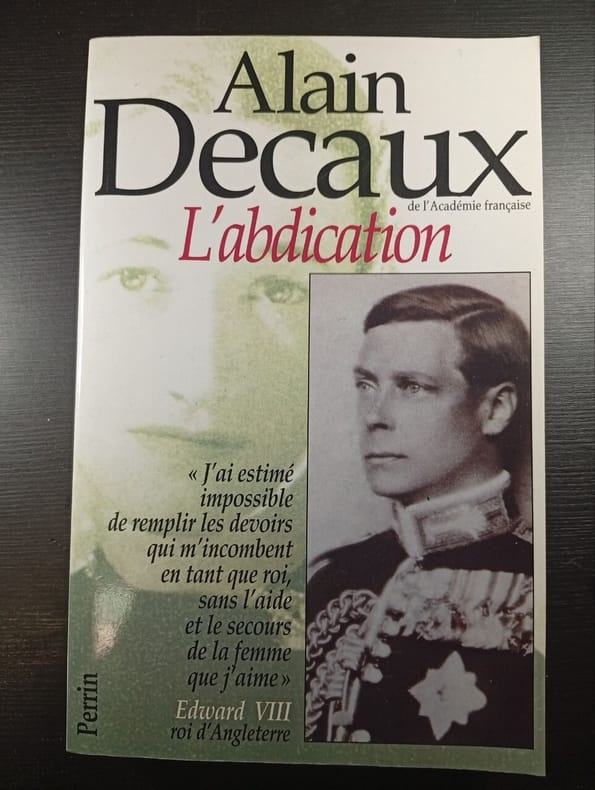 Alain
Decaux
de l'Académie française
L'abdication
« J'ai estimé
impossible
de remplir les devoirs
qui m'incombent
en tant que roi,
sans l'aide
et le secours
de la femme
que j'aime »
Edward VIII
roi d'Angleterre
Perrin